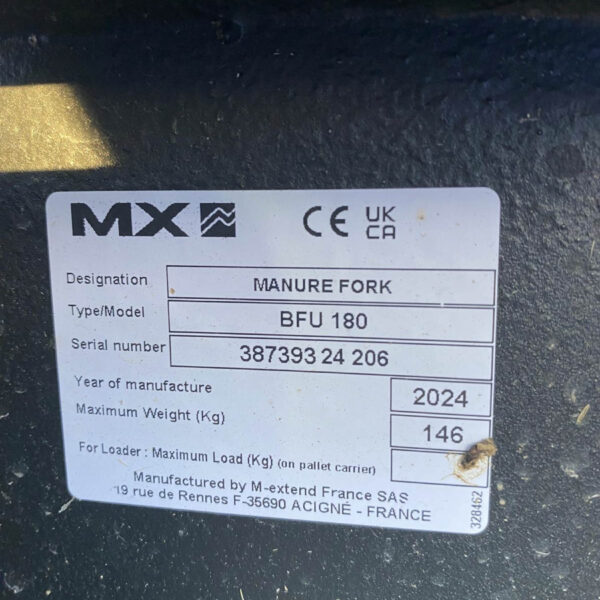 MX CE UK CA
Designation MANURE FORK
Type/Model BFU 180
Serial number 387393 24 206
Year of manufacture 2024
Maximum Weight (Kg) 146
For Loader : Maximum Load (Kg) (on pallet carrier)
Manufactured by M-extend France SAS
19 rue de Rennes F-35690 ACIGNÉ - FRANCE
328462